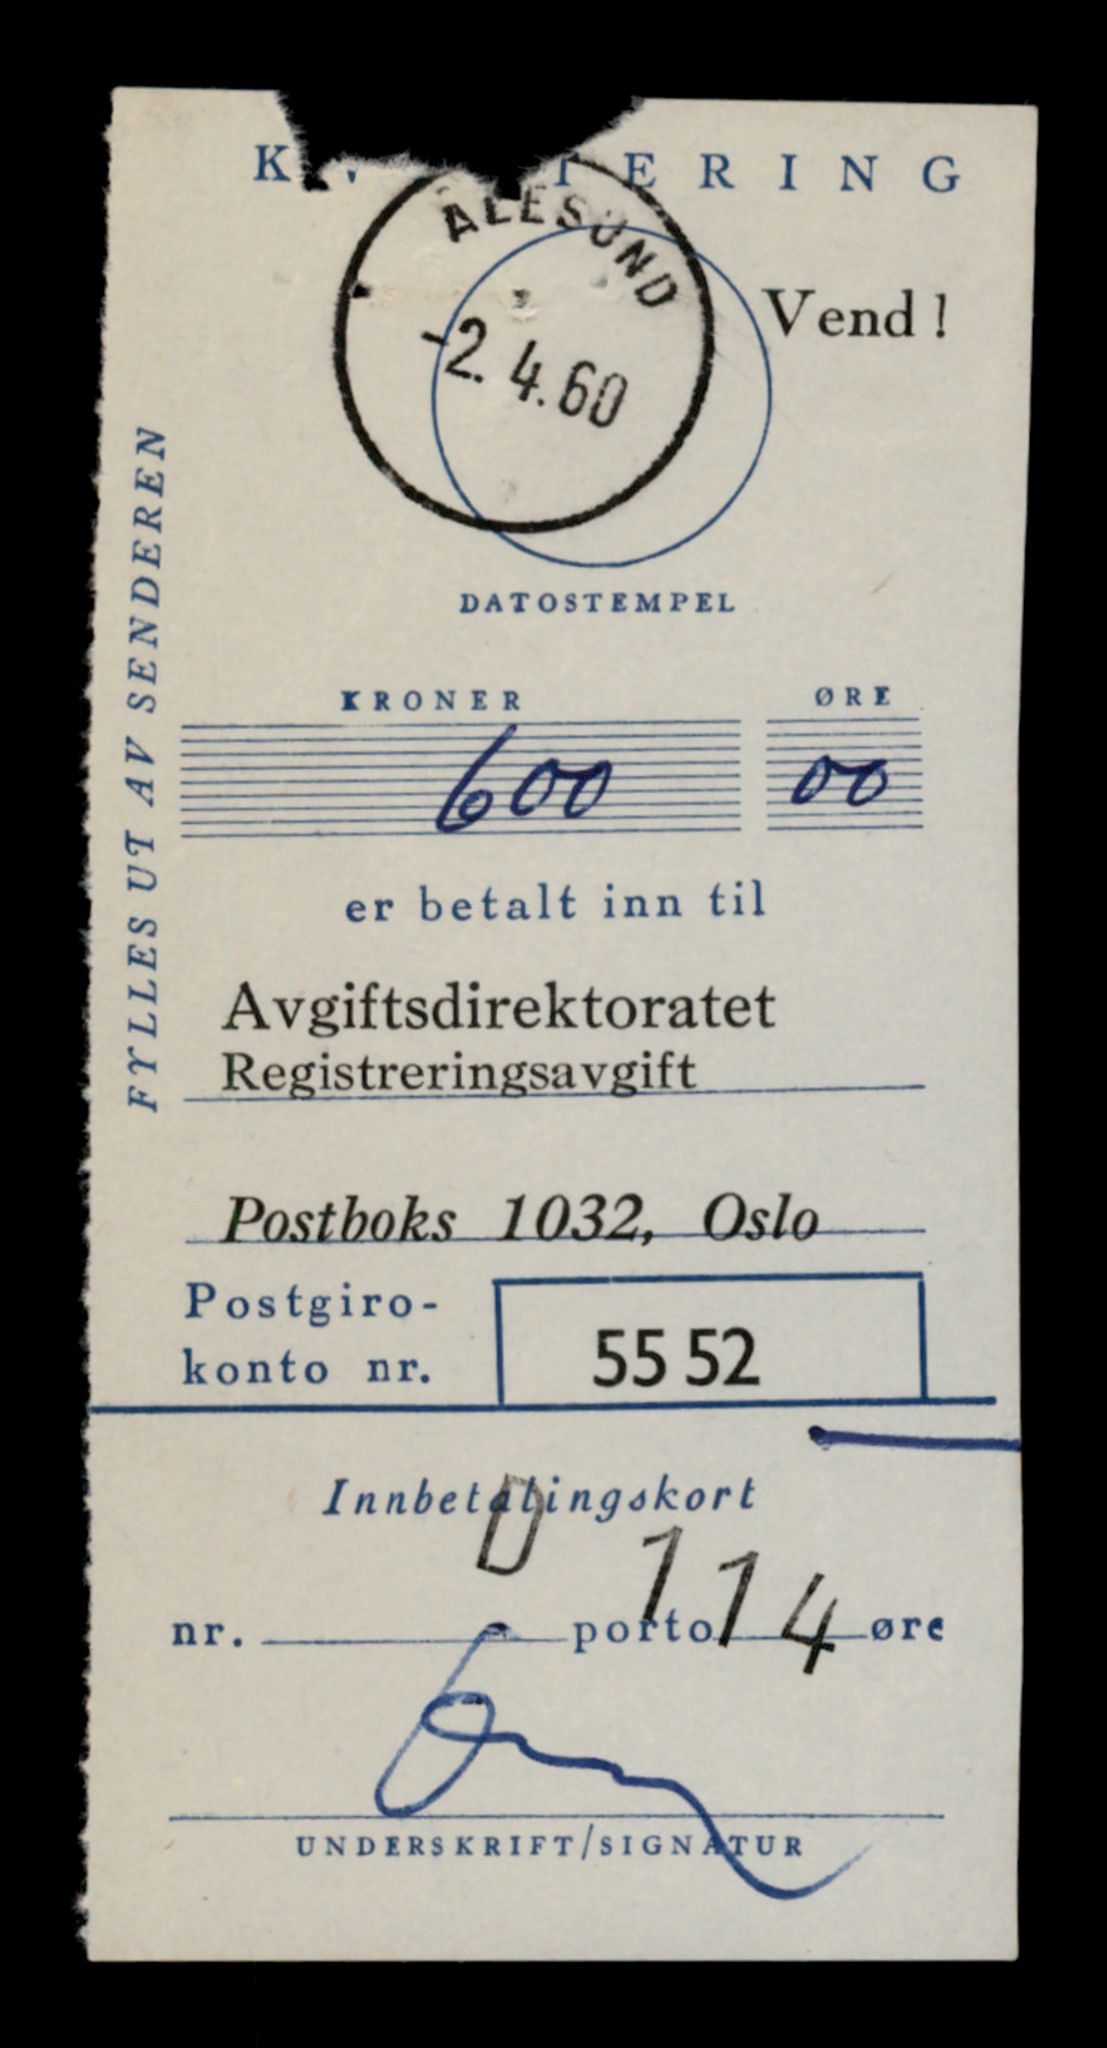 TERING
ÅLESUND
-2. 4. 60
Vend !
DATOSTEMPEL
FYLLES UT AV SENDEREN
KRONER ØRE
600 00
er betalt inn til
Avgiftsdirektoratet
Registreringsavgift
Postboks 1032, Oslo
Postgiro-
konto nr. 55 52
Innbetalingskort
D 114
nr. porto øre
UNDERSKRIFT/SIGNATUR